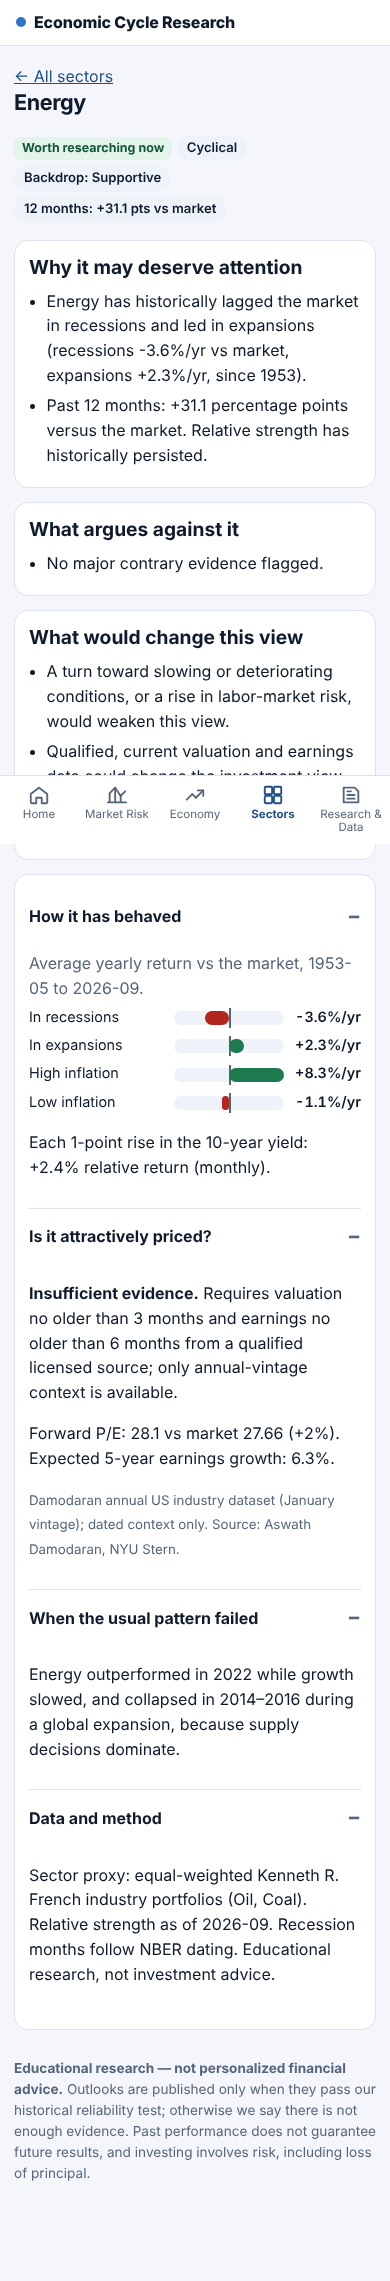 Economic Cycle Research
← All sectors
Energy
Worth researching now
Cyclical
Backdrop: Supportive
12 months: +31.1 pts vs market
Why it may deserve attention
• Energy has historically lagged the market
in recessions and led in expansions
(recessions -3.6%/yr vs market,
expansions +2.3%/yr, since 1953).
• Past 12 months: +31.1 percentage points
versus the market. Relative strength has
historically persisted.
What argues against it
• No major contrary evidence flagged.
What would change this view
• A turn toward slowing or deteriorating
conditions, or a rise in labor-market risk,
would weaken this view.
• Qualified, current valuation and earnings
data could change the investment view.
Home
Market Risk
Economy
Sectors
Research &
Data
How it has behaved
Average yearly return vs the market, 1953-
05 to 2026-09.
In recessions -3.6%/yr
In expansions +2.3%/yr
High inflation +8.3%/yr
Low inflation -1.1%/yr
Each 1-point rise in the 10-year yield:
+2.4% relative return (monthly).
Is it attractively priced?
Insufficient evidence. Requires valuation
no older than 3 months and earnings no
older than 6 months from a qualified
licensed source; only annual-vintage
context is available.
Forward P/E: 28.1 vs market 27.66 (+2%).
Expected 5-year earnings growth: 6.3%.
Damodaran annual US industry dataset (January
vintage); dated context only. Source: Aswath
Damodaran, NYU Stern.
When the usual pattern failed
Energy outperformed in 2022 while growth
slowed, and collapsed in 2014–2016 during
a global expansion, because supply
decisions dominate.
Data and method
Sector proxy: equal-weighted Kenneth R.
French industry portfolios (Oil, Coal).
Relative strength as of 2026-09. Recession
months follow NBER dating. Educational
research, not investment advice.
Educational research — not personalized financial
advice. Outlooks are published only when they pass our
historical reliability test; otherwise we say there is not
enough evidence. Past performance does not guarantee
future results, and investing involves risk, including loss
of principal.